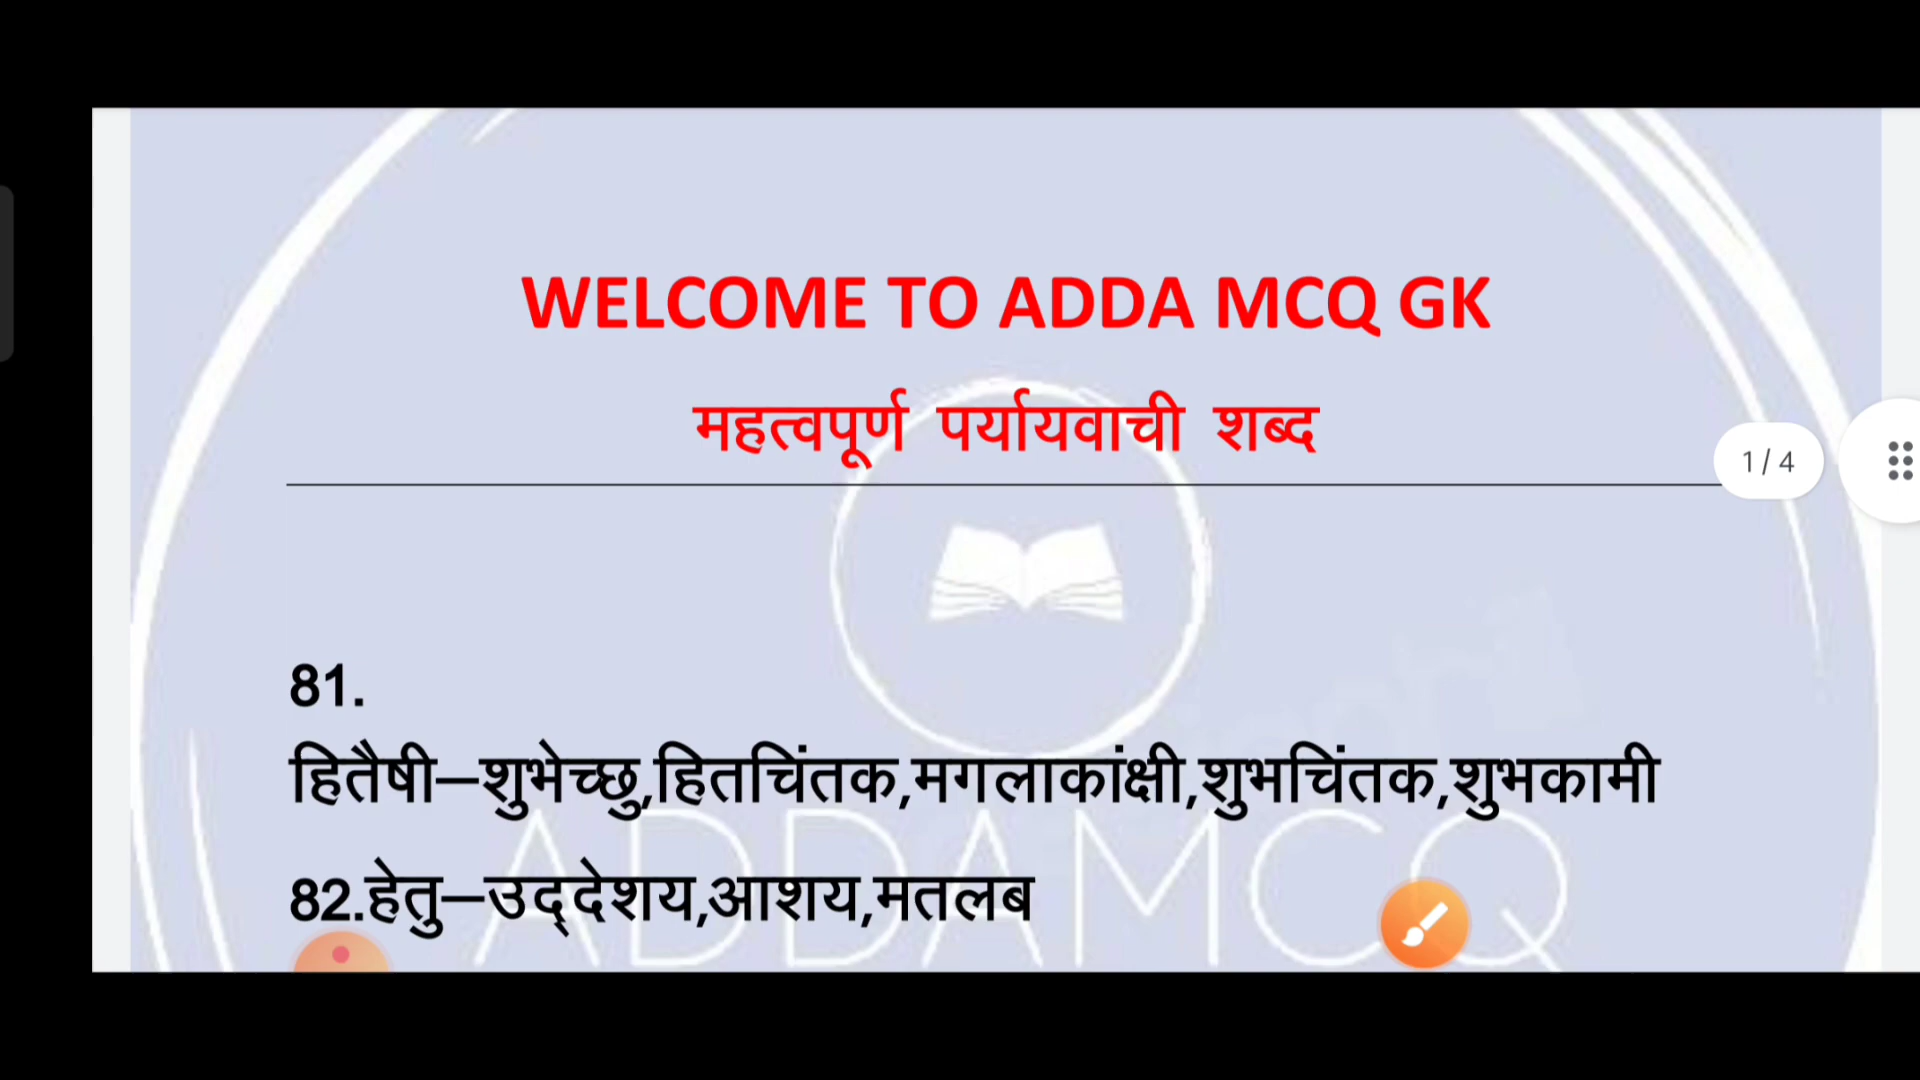 WELCOME TO ADDA MCQ GK
महत्वपूर्ण पर्यायवाची शब्द
1 / 4
81.
हितैषी–शुभेच्छु,हितचिंतक,मगलाकांक्षी,शुभचिंतक,शुभकामी
82.हेतु–उद्देशय,आशय,मतलब
ADDAMCQ